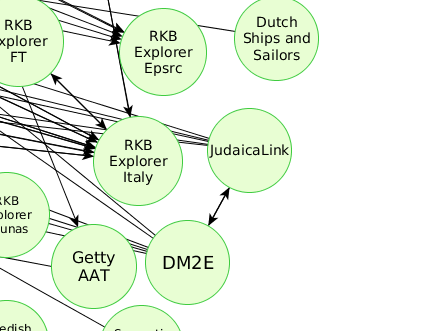 RKB
Explorer
FT
RKB
Explorer
Epsrc
Dutch
Ships and
Sailors
RKB
Explorer
Italy
JudaicaLink
RKB
plorer
unas
Getty
AAT
DM2E
edish